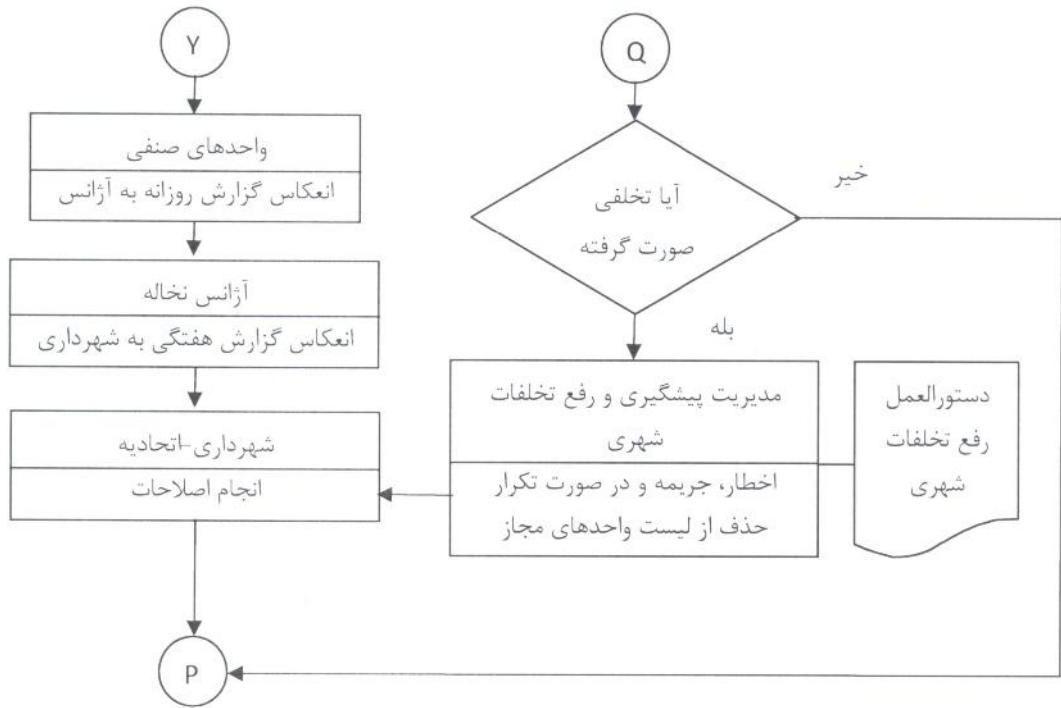 Y
واحدهای صنفی
انعکاس گزارش روزانه به آژانس
آژانس نخاله
انعکاس گزارش هفتگی به شهرداری
شهرداری-اتحادیه
انجام اصلاحات
P
Q
آیا تخلفی
صورت گرفته
خیر
بله
مدیریت پیشگیری و رفع تخلفات
شهری
اخطار، جریمه و در صورت تکرار
حذف از لیست واحدهای مجاز
دستورالعمل
رفع تخلفات
شهری